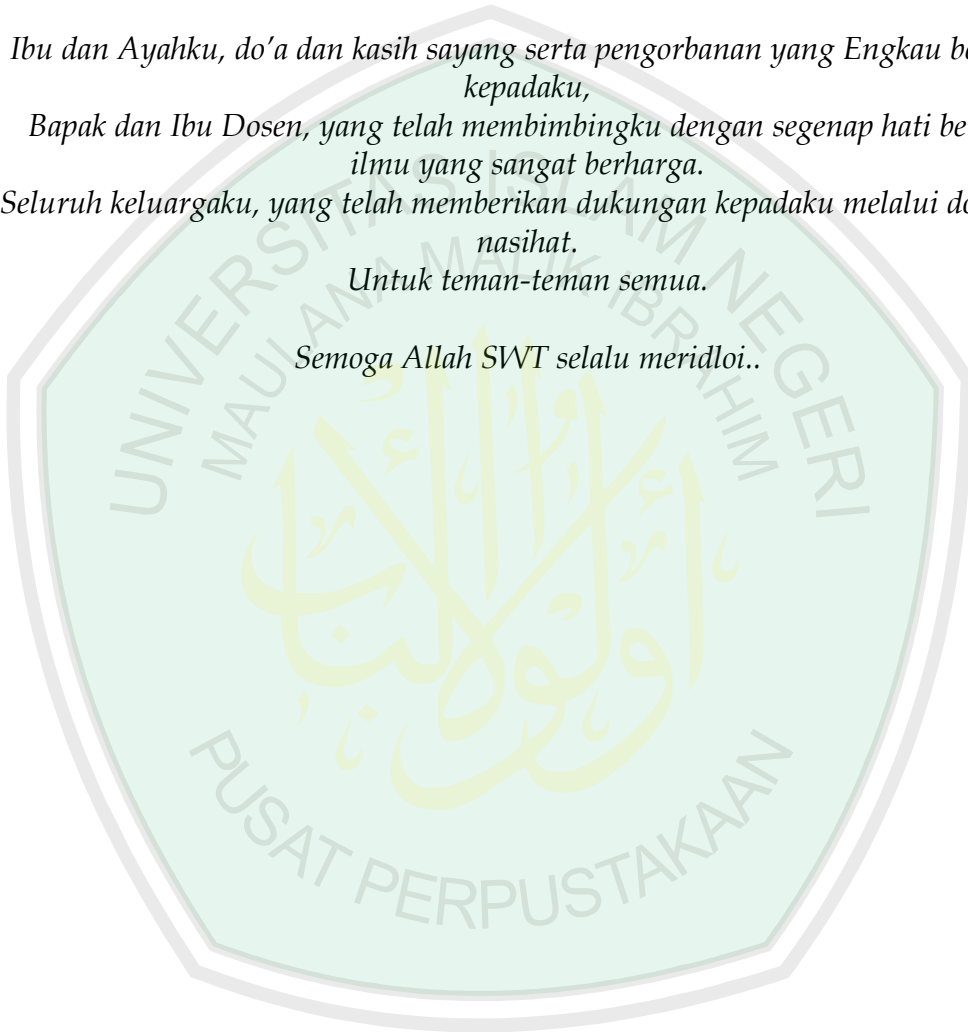 Ibu dan Ayahku, do'a dan kasih sayang serta pengorbanan yang Engkau
kepadaku,
Bapak dan Ibu Dosen, yang telah membimbingku dengan segenap hati
ilmu yang sangat berharga.
Seluruh keluargaku, yang telah memberikan dukungan kepadaku melalui
nasihat.
Untuk teman-teman semua.
Semoga Allah SWT selalu meridloi..
UNIVERSITAS ISLAM NEGERI
MAULANA MALIK IBRAHIM
PUSAT PERPUSTAKAAN